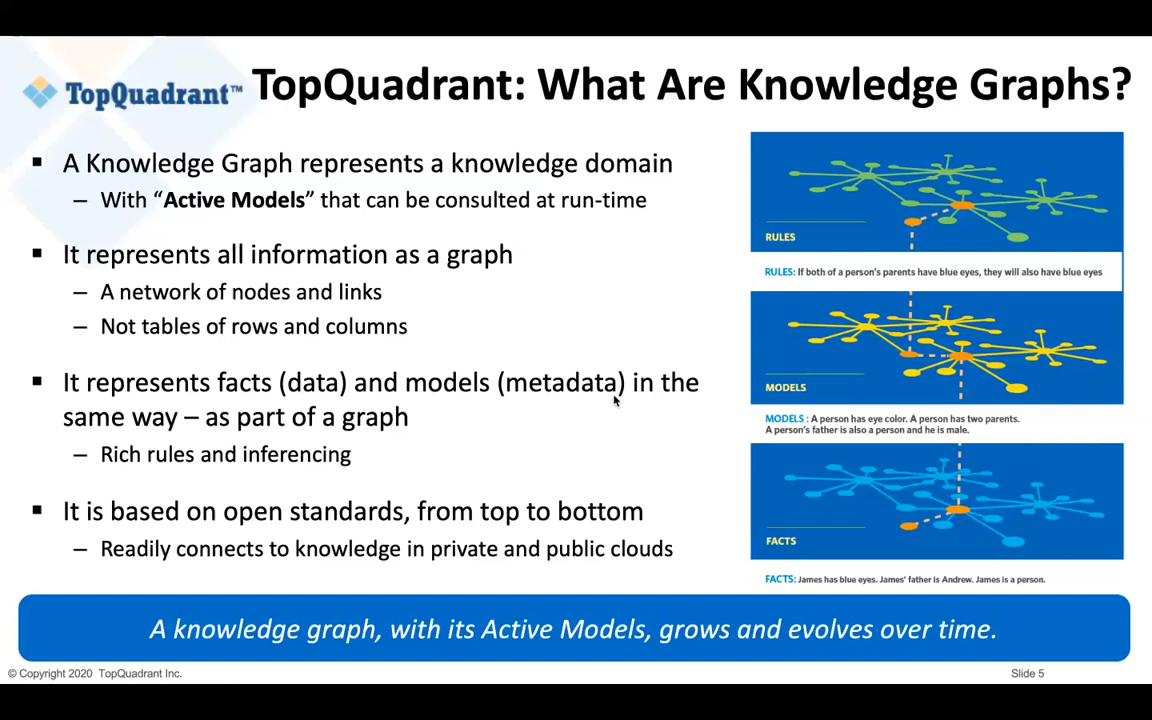 TopQuadrant™
TopQuadrant: What Are Knowledge Graphs?
▪ A Knowledge Graph represents a knowledge domain
– With “Active Models” that can be consulted at run-time
▪ It represents all information as a graph
– A network of nodes and links
– Not tables of rows and columns
▪ It represents facts (data) and models (metadata) in the
same way – as part of a graph
– Rich rules and inferencing
▪ It is based on open standards, from top to bottom
– Readily connects to knowledge in private and public clouds
RULES
RULES: If both of a person’s parents have blue eyes, they will also have blue eyes
MODELS
MODELS : A person has eye color. A person has two parents.
A person’s father is also a person and he is male.
FACTS
FACTS: James has blue eyes. James’ father is Andrew. James is a person.
A knowledge graph, with its Active Models, grows and evolves over time.
© Copyright 2020 TopQuadrant Inc.
Slide 5